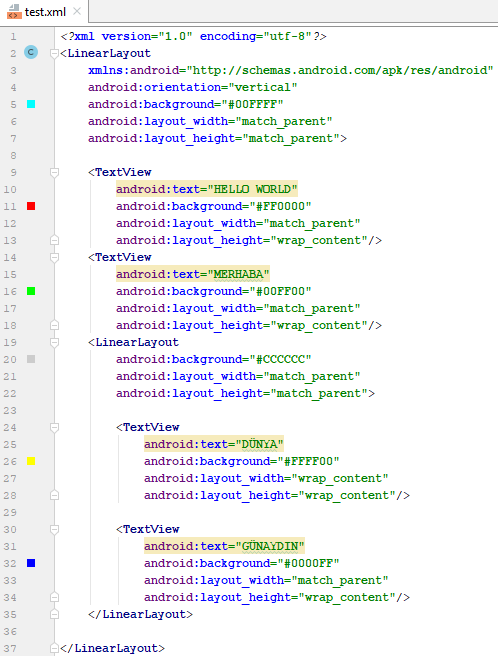 test.xml
1 <?xml version="1.0" encoding="utf-8"?>
2 C <LinearLayout
3 xmlns:android="http://schemas.android.com/apk/res/android"
4 android:orientation="vertical"
5 android:background="#00FFFF"
6 android:layout_width="match_parent"
7 android:layout_height="match_parent">
8
9 <TextView
10 android:text="HELLO WORLD"
11 android:background="#FF0000"
12 android:layout_width="match_parent"
13 android:layout_height="wrap_content"/>
14 <TextView
15 android:text="MERHABA"
16 android:background="#00FF00"
17 android:layout_width="match_parent"
18 android:layout_height="wrap_content"/>
19 <LinearLayout
20 android:background="#CCCCCC"
21 android:layout_width="match_parent"
22 android:layout_height="match_parent">
23
24 <TextView
25 android:text="DÜNYA"
26 android:background="#FFFF00"
27 android:layout_width="wrap_content"
28 android:layout_height="wrap_content"/>
29
30 <TextView
31 android:text="GÜNAYDIN"
32 android:background="#0000FF"
33 android:layout_width="match_parent"
34 android:layout_height="wrap_content"/>
35 </LinearLayout>
36
37 </LinearLayout>